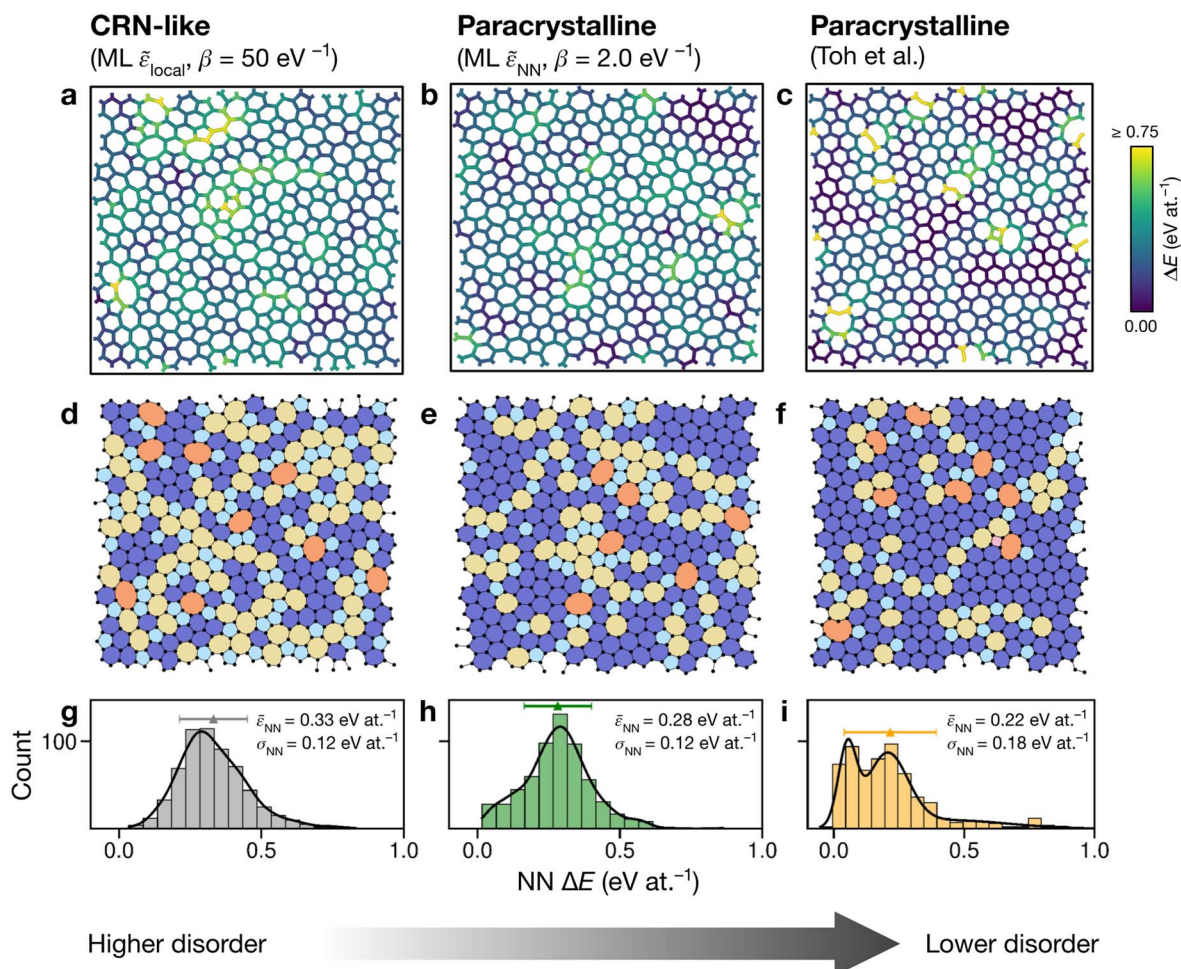 CRN-like
(ML ε̃local, β = 50 eV ⁻¹)
Paracrystalline
(ML ε̃NN, β = 2.0 eV ⁻¹)
Paracrystalline
(Toh et al.)
a
b
c
≥ 0.75
ΔE (eV at.⁻¹)
0.00
d
e
f
g
ε̄NN = 0.33 eV at.⁻¹
σNN = 0.12 eV at.⁻¹
h
ε̄NN = 0.28 eV at.⁻¹
σNN = 0.12 eV at.⁻¹
i
ε̄NN = 0.22 eV at.⁻¹
σNN = 0.18 eV at.⁻¹
Count
100
0.0 0.5 1.0
0.0 0.5 1.0
0.0 0.5 1.0
NN ΔE (eV at.⁻¹)
Higher disorder
Lower disorder